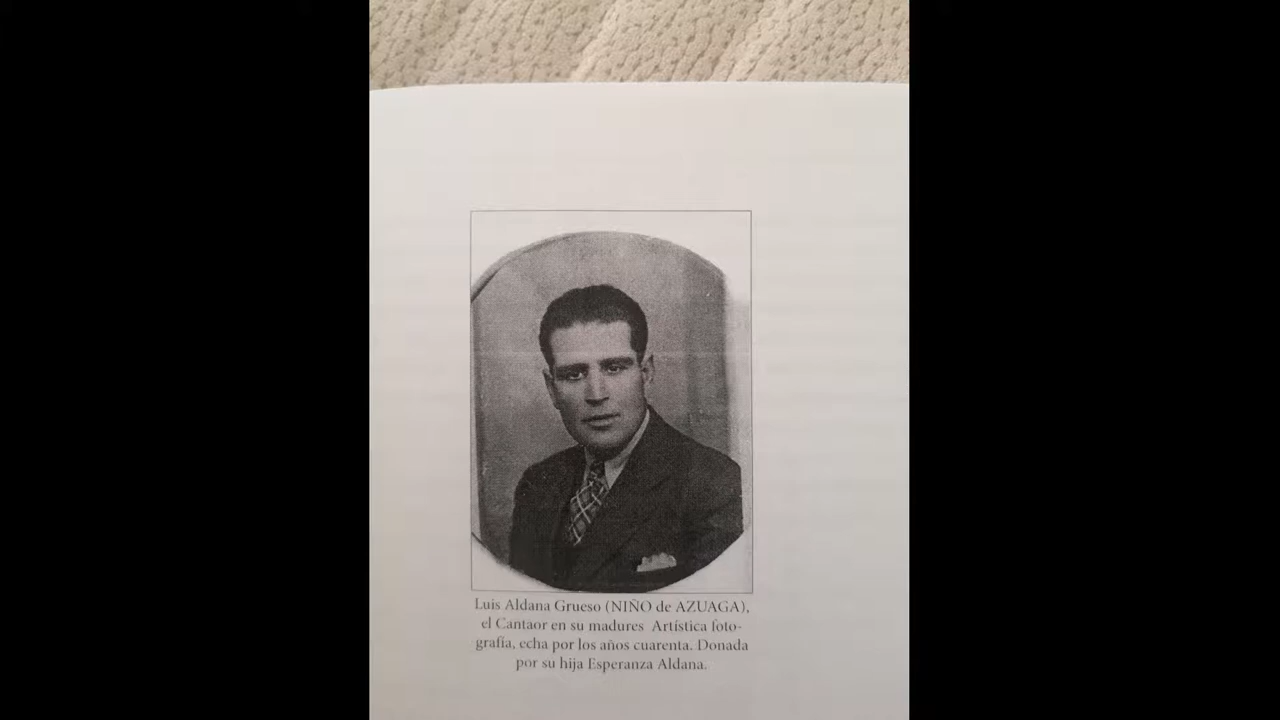 Luis Aldana Grueso (NIÑO de AZUAGA),
el Cantaor en su madures Artística foto-
grafía, echa por los años cuarenta. Donada
por su hija Esperanza Aldana.